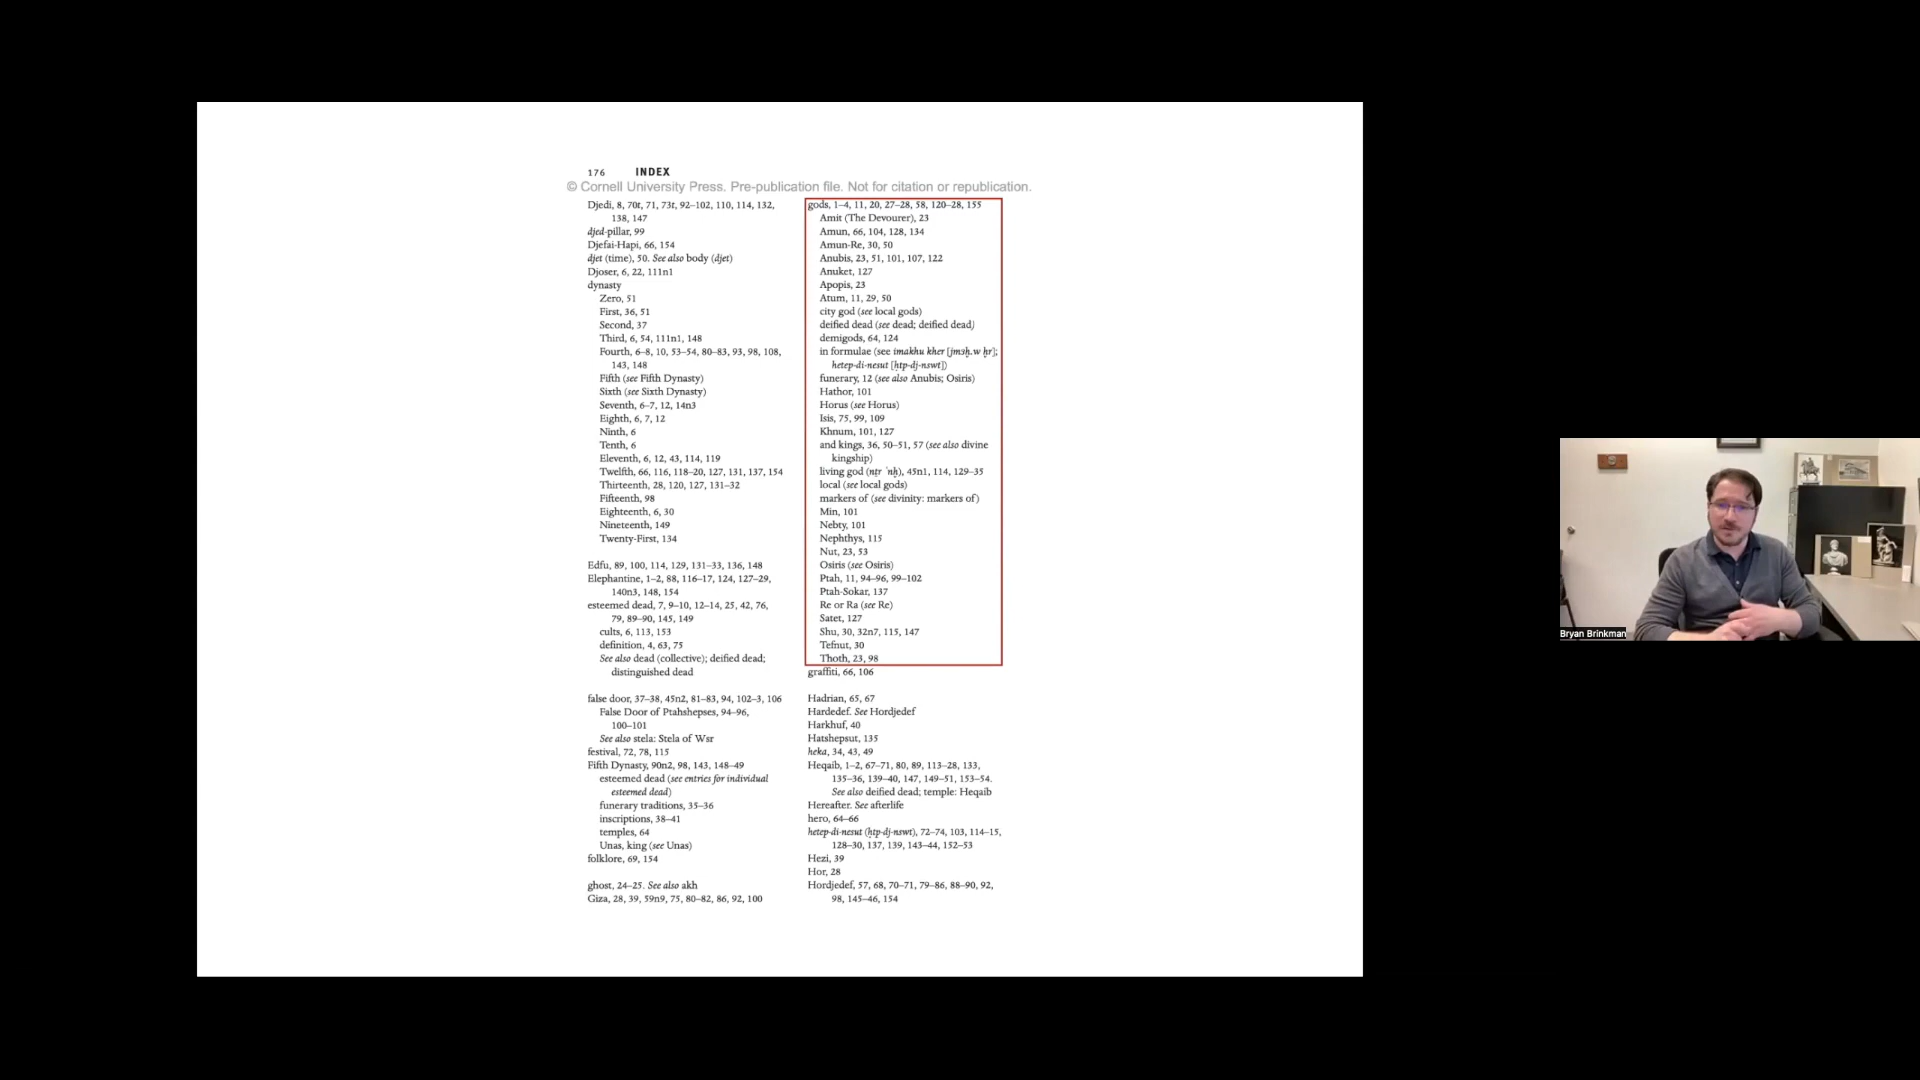 176 INDEX
© Cornell University Press. Pre-publication file. Not for citation or republication.
Djedi, 8, 70t, 71, 73t, 92–102, 110, 114, 132,
138, 147
djed-pillar, 99
Djefai-Hapi, 66, 154
djet (time), 50. See also body (djet)
Djoser, 6, 22, 111n1
dynasty
Zero, 51
First, 36, 51
Second, 37
Third, 6, 54, 111n1, 148
Fourth, 6–8, 10, 53–54, 80–83, 93, 98, 108,
143, 148
Fifth (see Fifth Dynasty)
Sixth (see Sixth Dynasty)
Seventh, 6–7, 12, 14n3
Eighth, 6, 7, 12
Ninth, 6
Tenth, 6
Eleventh, 6, 12, 43, 114, 119
Twelfth, 66, 116, 118–20, 127, 131, 137, 154
Thirteenth, 28, 120, 127, 131–32
Fifteenth, 98
Eighteenth, 6, 30
Nineteenth, 149
Twenty-First, 134
Edfu, 89, 100, 114, 129, 131–33, 136, 148
Elephantine, 1–2, 88, 116–17, 124, 127–29,
140n3, 148, 154
esteemed dead, 7, 9–10, 12–14, 25, 42, 76,
79, 89–90, 145, 149
cults, 6, 113, 153
definition, 4, 63, 75
See also dead (collective); deified dead;
distinguished dead
false door, 37–38, 45n2, 81–83, 94, 102–3, 106
False Door of Ptahshepses, 94–96,
100–101
See also stela: Stela of Wsr
festival, 72, 78, 115
Fifth Dynasty, 90n2, 98, 143, 148–49
esteemed dead (see entries for individual
esteemed dead)
funerary traditions, 35–36
inscriptions, 38–41
temples, 64
Unas, king (see Unas)
folklore, 69, 154
ghost, 24–25. See also akh
Giza, 28, 39, 59n9, 75, 80–82, 86, 92, 100
gods, 1–4, 11, 20, 27–28, 58, 120–28, 155
Amit (The Devourer), 23
Amun, 66, 104, 128, 134
Amun-Re, 30, 50
Anubis, 23, 51, 101, 107, 122
Anuket, 127
Apopis, 23
Atum, 11, 29, 50
city god (see local gods)
deified dead (see dead; deified dead)
demigods, 64, 124
in formulae (see imakhu kher [jmꜣḫ.w ḫr];
hetep-di-nesut [ḥtp-dj-nswt])
funerary, 12 (see also Anubis; Osiris)
Hathor, 101
Horus (see Horus)
Isis, 75, 99, 109
Khnum, 101, 127
and kings, 36, 50–51, 57 (see also divine
kingship)
living god (nṯr ʿnḫ), 45n1, 114, 129–35
local (see local gods)
markers of (see divinity: markers of)
Min, 101
Nebty, 101
Nephthys, 115
Nut, 23, 53
Osiris (see Osiris)
Ptah, 11, 94–96, 99–102
Ptah-Sokar, 137
Re or Ra (see Re)
Satet, 127
Shu, 30, 32n7, 115, 147
Tefnut, 30
Thoth, 23, 98
graffiti, 66, 106
Hadrian, 65, 67
Hardedef. See Hordjedef
Harkhuf, 40
Hatshepsut, 135
heka, 34, 43, 49
Heqaib, 1–2, 67–71, 80, 89, 113–28, 133,
135–36, 139–40, 147, 149–51, 153–54.
See also deified dead; temple: Heqaib
Hereafter. See afterlife
hero, 64–66
hetep-di-nesut (ḥtp-dj-nswt), 72–74, 103, 114–15,
128–30, 137, 139, 143–44, 152–53
Hezi, 39
Hor, 28
Hordjedef, 57, 68, 70–71, 79–86, 88–90, 92,
98, 145–46, 154
Bryan Brinkman